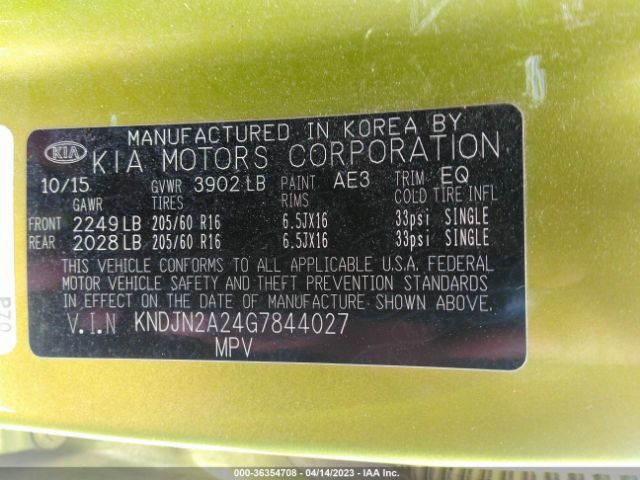 MANUFACTURED IN KOREA BY
KIA KIA MOTORS CORPORATION
10/15 GVWR 3902 LB PAINT AE3 TRIM EQ
GAWR TIRES RIMS COLD TIRE INFL
FRONT 2249 LB 205/60 R16 6.5JX16 33psi SINGLE
REAR 2028 LB 205/60 R16 6.5JX16 33psi SINGLE
THIS VEHICLE CONFORMS TO ALL APPLICABLE U.S.A. FEDERAL
MOTOR VEHICLE SAFETY AND THEFT PREVENTION STANDARDS
IN EFFECT ON THE DATE OF MANUFACTURE SHOWN ABOVE.
V.I.N KNDJN2A24G7844027
MPV
000-36354708 - 04/14/2023 - IAA Inc.